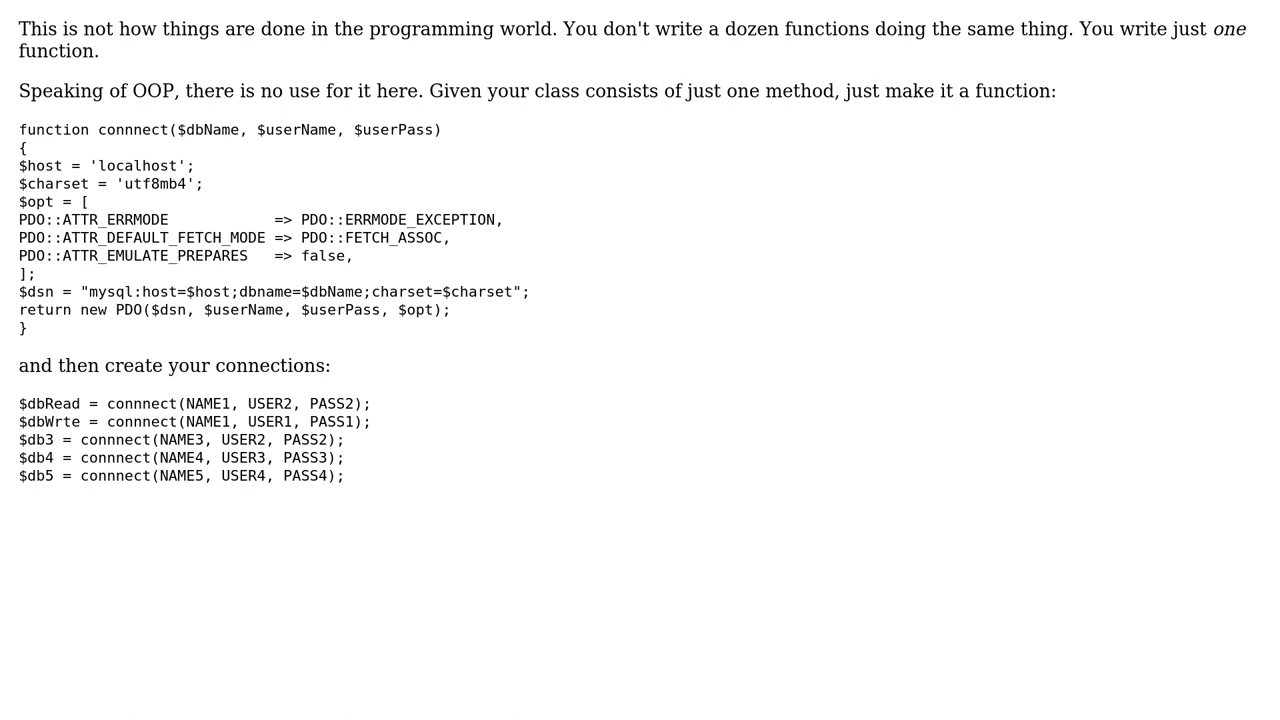 This is not how things are done in the programming world. You don't write a dozen functions doing the same thing. You write just one
function.
Speaking of OOP, there is no use for it here. Given your class consists of just one method, just make it a function:
function connnect($dbName, $userName, $userPass)
{
$host = 'localhost';
$charset = 'utf8mb4';
$opt = [
PDO::ATTR_ERRMODE            => PDO::ERRMODE_EXCEPTION,
PDO::ATTR_DEFAULT_FETCH_MODE => PDO::FETCH_ASSOC,
PDO::ATTR_EMULATE_PREPARES   => false,
];
$dsn = "mysql:host=$host;dbname=$dbName;charset=$charset";
return new PDO($dsn, $userName, $userPass, $opt);
}
and then create your connections:
$dbRead = connnect(NAME1, USER2, PASS2);
$dbWrte = connnect(NAME1, USER1, PASS1);
$db3 = connnect(NAME3, USER2, PASS2);
$db4 = connnect(NAME4, USER3, PASS3);
$db5 = connnect(NAME5, USER4, PASS4);